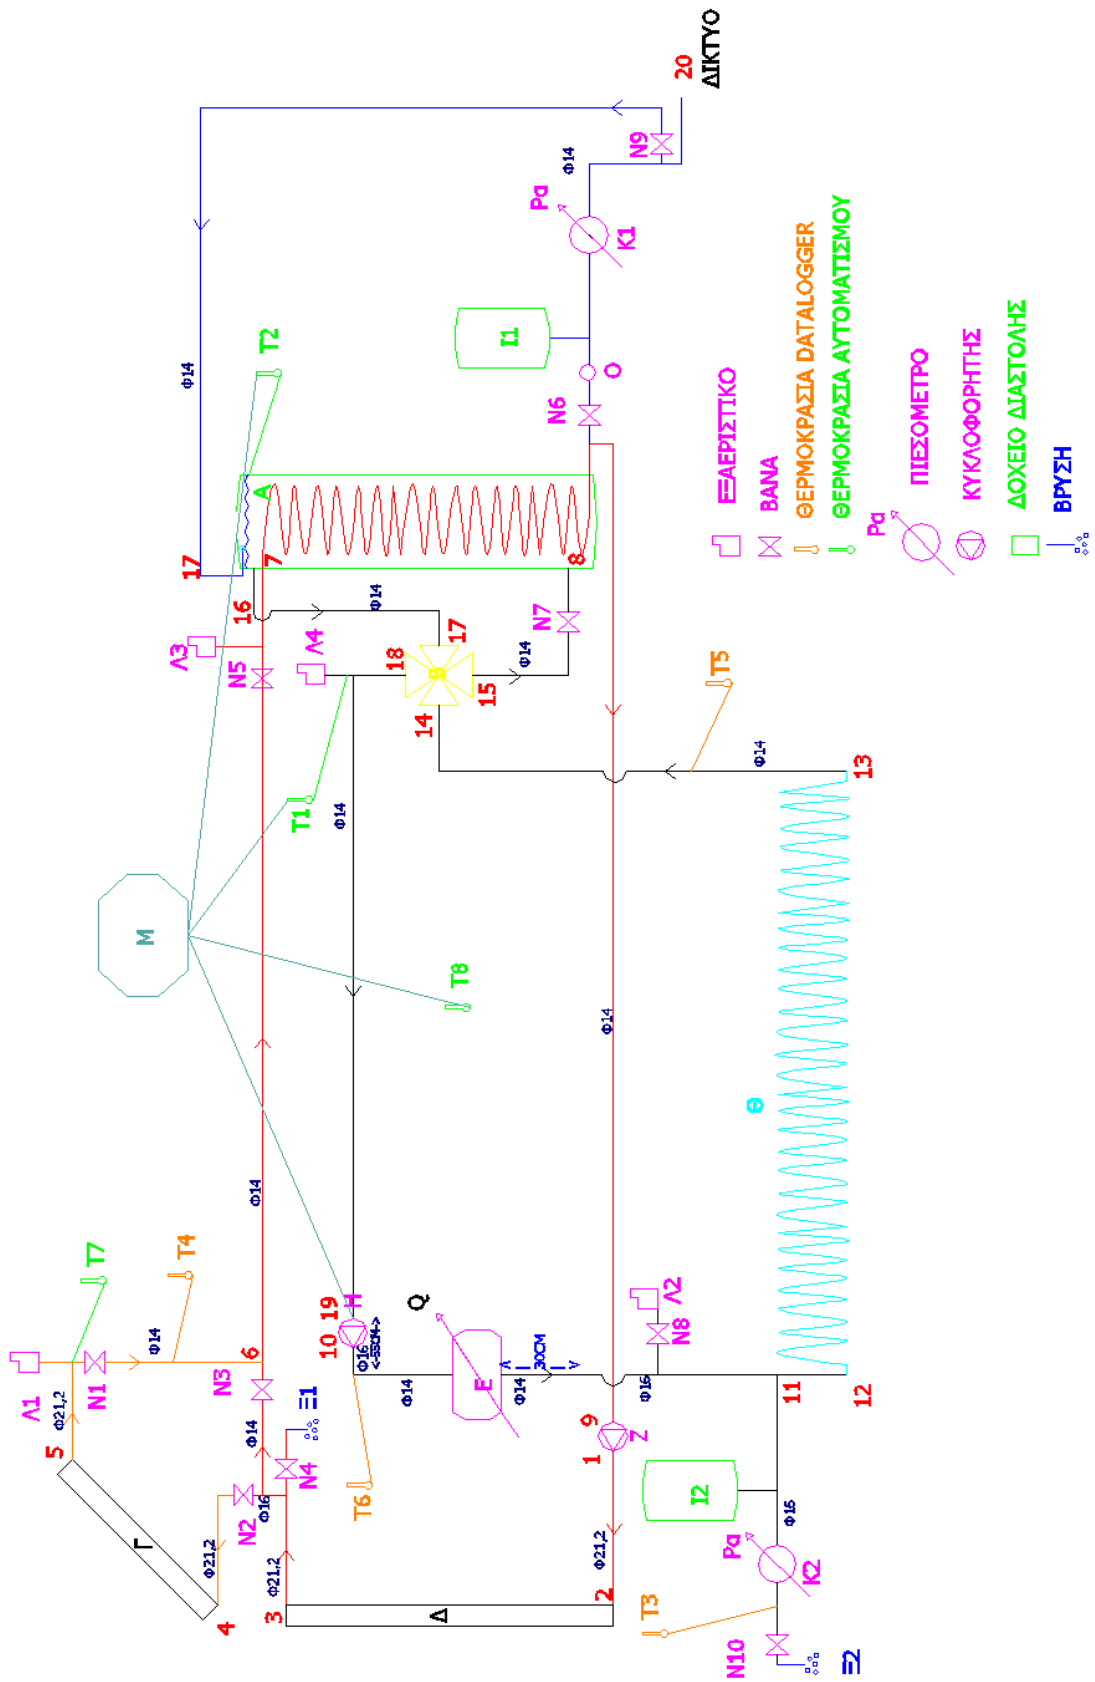 Λ1
5
Φ21,2
N1
T7
Γ
Φ14
M
T4
Λ3
17
Φ14
4
Φ21,2
N3
6
N5
16
N2
Φ16
Φ14
Φ14
A
T2
3
Φ21,2
7
N4
Ξ1
T1
Λ4
10
19
Φ14
T6
Φ16
<-55CM->
H
Φ14
18
Φ14
Q
14
Δ
B
17
T8
15
E
I1
Φ14
30CM
Φ14
N7
N6
Pa
Φ14
1
9
8
Φ21,2
2
Φ14
O
K1
Z
N9
Φ16
T3
N8
Λ2
20
I2
T5
ΔΙΚΤΥΟ
Pa
ΕΞΑΕΡΙΣΤΙΚΟ
N10
Θ
Φ14
ΒΑΝΑ
Φ16
11
K2
ΘΕΡΜΟΚΡΑΣΙΑ DATALOGGER
ΘΕΡΜΟΚΡΑΣΙΑ ΑΥΤΟΜΑΤΙΣΜΟΥ
Ξ2
12
13
Pa
ΠΙΕΣΟΜΕΤΡΟ
ΚΥΚΛΟΦΟΡΗΤΗΣ
ΔΟΧΕΙΟ ΔΙΑΣΤΟΛΗΣ
ΒΡΥΣΗ